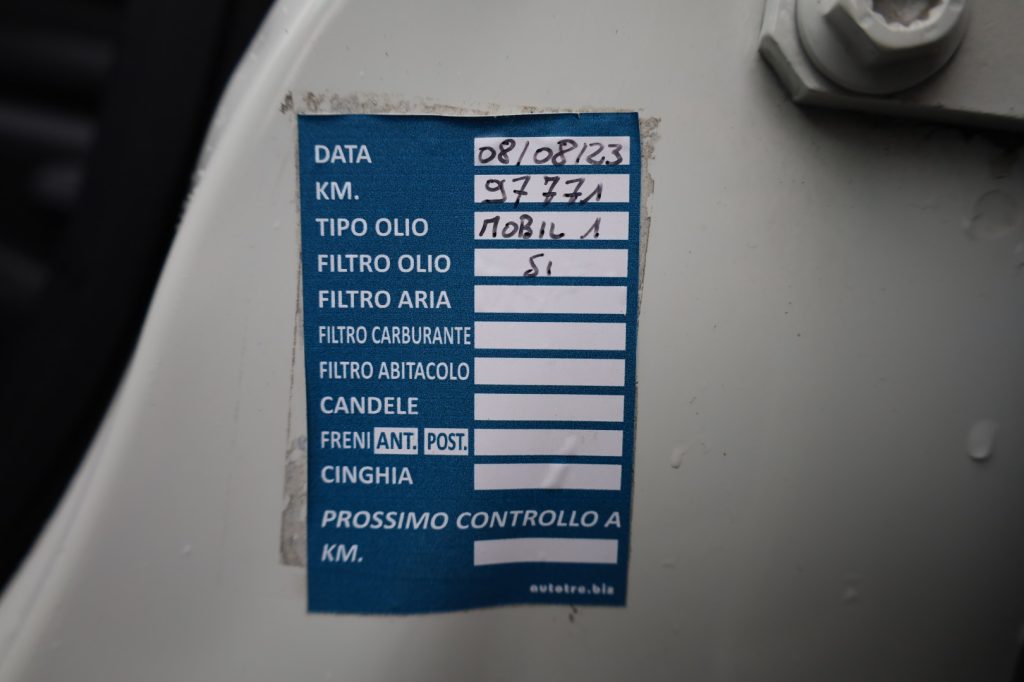 DATA 08/08/23
KM. 97771
TIPO OLIO MOBIL 1
FILTRO OLIO Si
FILTRO ARIA
FILTRO CARBURANTE
FILTRO ABITACOLO
CANDELE
FRENI ANT. POST.
CINGHIA
PROSSIMO CONTROLLO A
KM.
autotre.biz